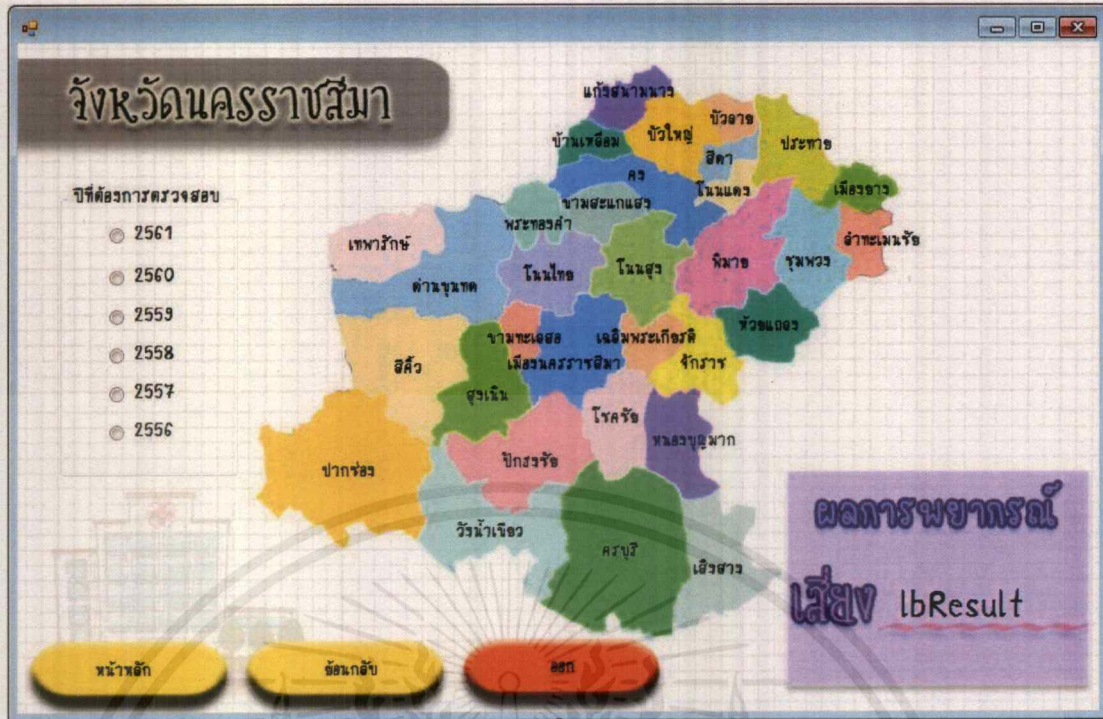 จังหวัดนครราชสีมา
ปีที่ต้องการตรวจสอบ
2561
2560
2559
2558
2557
2556
แก้งสนามนาง
บัวลาย
บัวใหญ่
ประทาย
บ้านเหลื่อม
สีดา
คง
โนนแดง
เมืองยาง
ขามสะแกแสง
พระทองคำ
ลำทะเมนชัย
เทพารักษ์
โนนไทย
โนนสูง
พิมาย
ชุมพวง
ด่านขุนทด
ห้วยแถลง
ขามทะเลสอ
เฉลิมพระเกียรติ
สีคิ้ว
เมืองนครราชสีมา
จักราช
สูงเนิน
โชคชัย
หนองบุญมาก
ปากช่อง
ปักธงชัย
วังน้ำเขียว
ครบุรี
เสิงสาง
ผลการพยากรณ์
เสี่ยง lbResult
หน้าหลัก
ย้อนกลับ
ออก